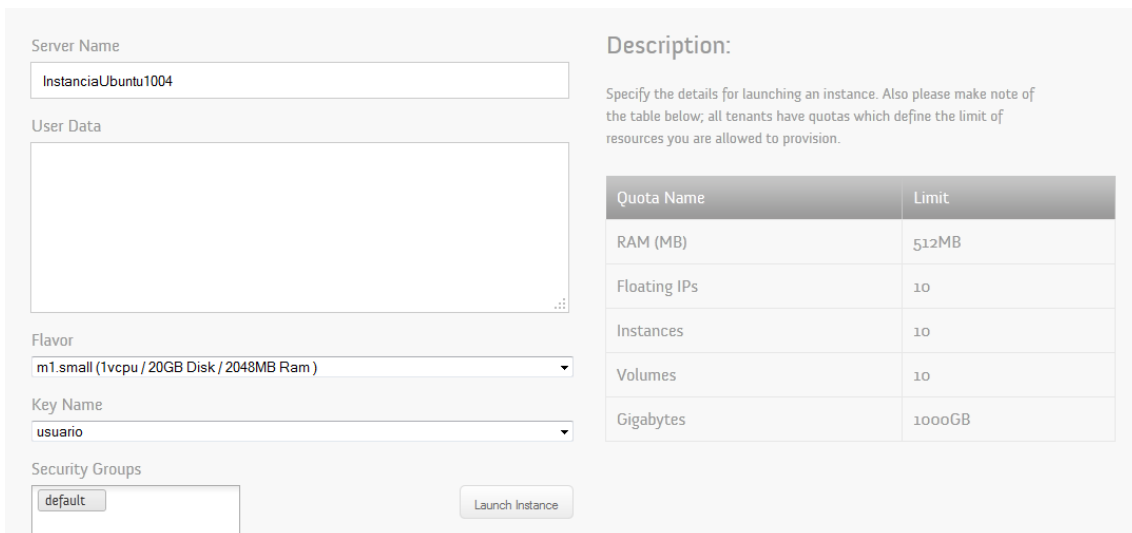 Server Name
InstanciaUbuntu1004
User Data
Flavor
m1.small (1vcpu / 20GB Disk / 2048MB Ram )
Key Name
usuario
Security Groups
default
Launch Instance
Description:
Specify the details for launching an instance. Also please make note of
the table below; all tenants have quotas which define the limit of
resources you are allowed to provision.
Quota Name Limit
RAM (MB) 512MB
Floating IPs 10
Instances 10
Volumes 10
Gigabytes 1000GB